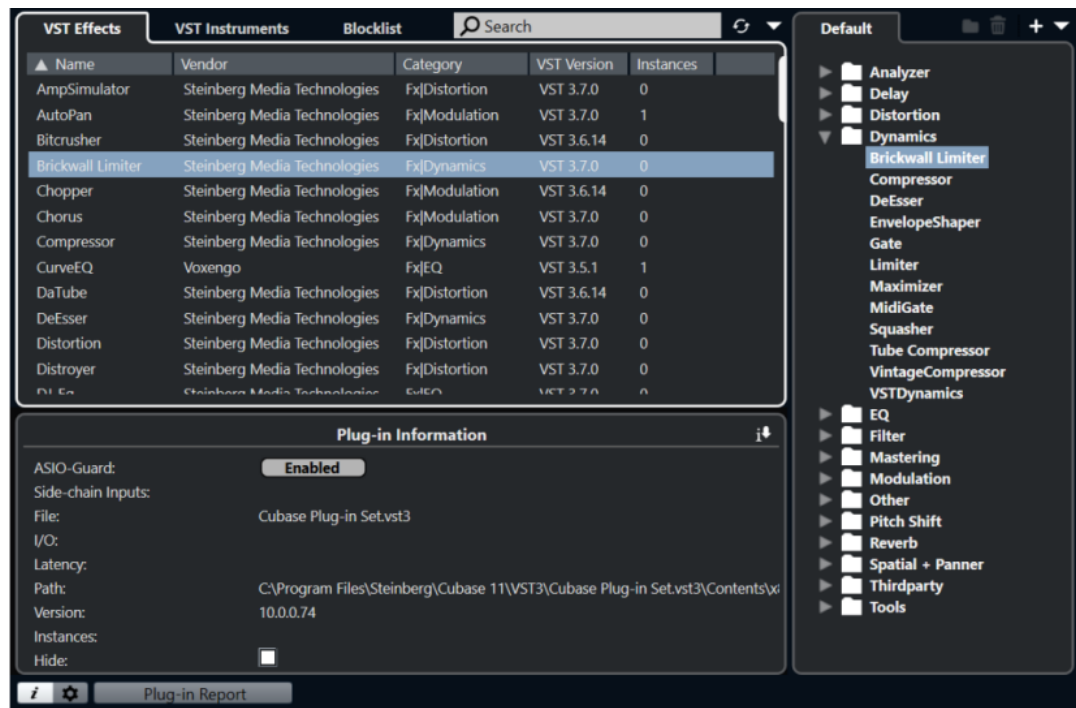 VST Effects VST Instruments Blocklist Search
Name Vendor Category VST Version Instances
AmpSimulator Steinberg Media Technologies Fx|Distortion VST 3.7.0 0
AutoPan Steinberg Media Technologies Fx|Modulation VST 3.7.0 1
Bitcrusher Steinberg Media Technologies Fx|Distortion VST 3.6.14 0
Brickwall Limiter Steinberg Media Technologies Fx|Dynamics VST 3.7.0 0
Chopper Steinberg Media Technologies Fx|Modulation VST 3.6.14 0
Chorus Steinberg Media Technologies Fx|Modulation VST 3.7.0 0
Compressor Steinberg Media Technologies Fx|Dynamics VST 3.7.0 0
CurveEQ Voxengo Fx|EQ VST 3.5.1 1
DaTube Steinberg Media Technologies Fx|Distortion VST 3.6.14 0
DeEsser Steinberg Media Technologies Fx|Dynamics VST 3.7.0 0
Distortion Steinberg Media Technologies Fx|Distortion VST 3.7.0 0
Distroyer Steinberg Media Technologies Fx|Distortion VST 3.7.0 0
Steinberg Media Technologies Fx|EQ VST 3.7.0 0
Plug-in Information
ASIO-Guard: Enabled
Side-chain Inputs:
File: Cubase Plug-in Set.vst3
I/O:
Latency:
Path: C:\Program Files\Steinberg\Cubase 11\VST3\Cubase Plug-in Set.vst3\Contents\
Version: 10.0.0.74
Instances:
Hide:
i Plug-in Report
Default
Analyzer
Delay
Distortion
Dynamics
Brickwall Limiter
Compressor
DeEsser
EnvelopeShaper
Gate
Limiter
Maximizer
MidiGate
Squasher
Tube Compressor
VintageCompressor
VSTDynamics
EQ
Filter
Mastering
Modulation
Other
Pitch Shift
Reverb
Spatial + Panner
Thirdparty
Tools